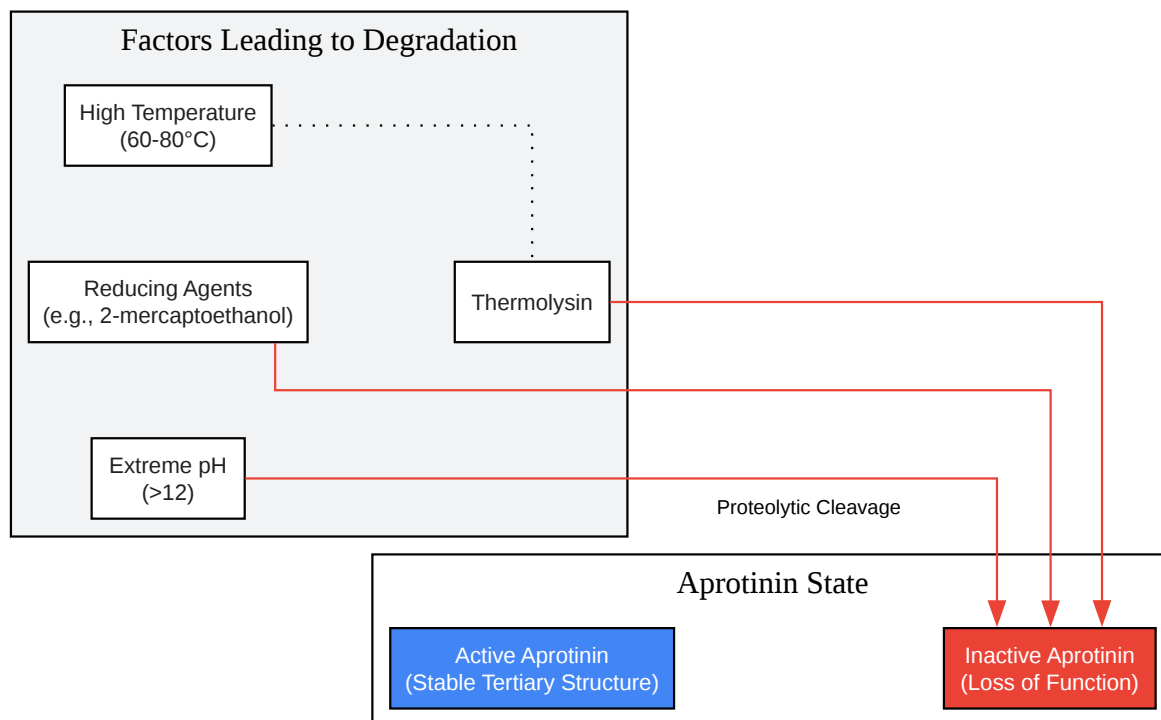 Factors Leading to Degradation
High Temperature
(60-80°C)
Reducing Agents
(e.g., 2-mercaptoethanol)
Thermolysin
Extreme pH
(>12)
Proteolytic Cleavage
Aprotinin State
Active Aprotinin
(Stable Tertiary Structure)
Inactive Aprotinin
(Loss of Function)